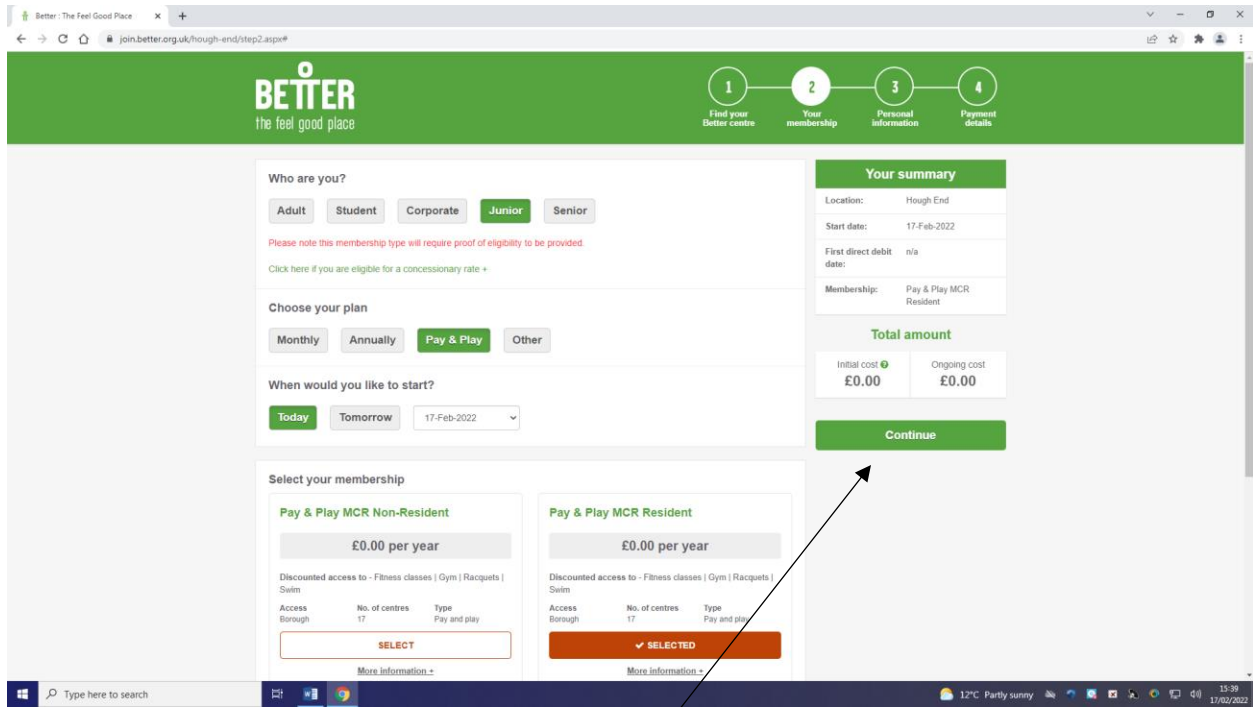 Better : The Feel Good Place
join.better.org.uk/hough-end/step2.aspx#
BETTER
the feel good place
1 2 3 4
Find your Better centre
Your membership
Personal information
Payment details
Who are you?
Adult Student Corporate Junior Senior
Please note this membership type will require proof of eligibility to be provided.
Click here if you are eligible for a concessionary rate +
Choose your plan
Monthly Annually Pay & Play Other
When would you like to start?
Today Tomorrow 17-Feb-2022
Your summary
Location: Hough End
Start date: 17-Feb-2022
First direct debit date: n/a
Membership: Pay & Play MCR Resident
Total amount
Initial cost Ongoing cost
£0.00 £0.00
Continue
Select your membership
Pay & Play MCR Non-Resident
£0.00 per year
Discounted access to - Fitness classes | Gym | Racquets |
Swim
Access No. of centres Type
Borough 17 Pay and play
SELECT
More information +
Pay & Play MCR Resident
£0.00 per year
Discounted access to - Fitness classes | Gym | Racquets |
Swim
Access No. of centres Type
Borough 17 Pay and play
SELECTED
More information +
Type here to search
12°C Partly sunny
15:39
17/02/2022